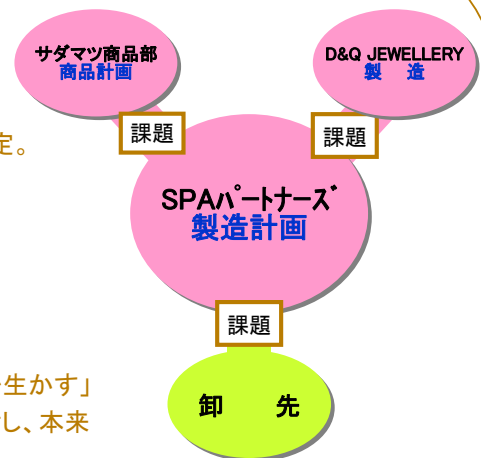 サダマツ商品部
商品計画
D&Q JEWELLERY
製　造
課題
課題
定。
SPAﾊﾟｰﾄﾅｰｽﾞ
製造計画
課題
生かす」
し、本来
卸　先